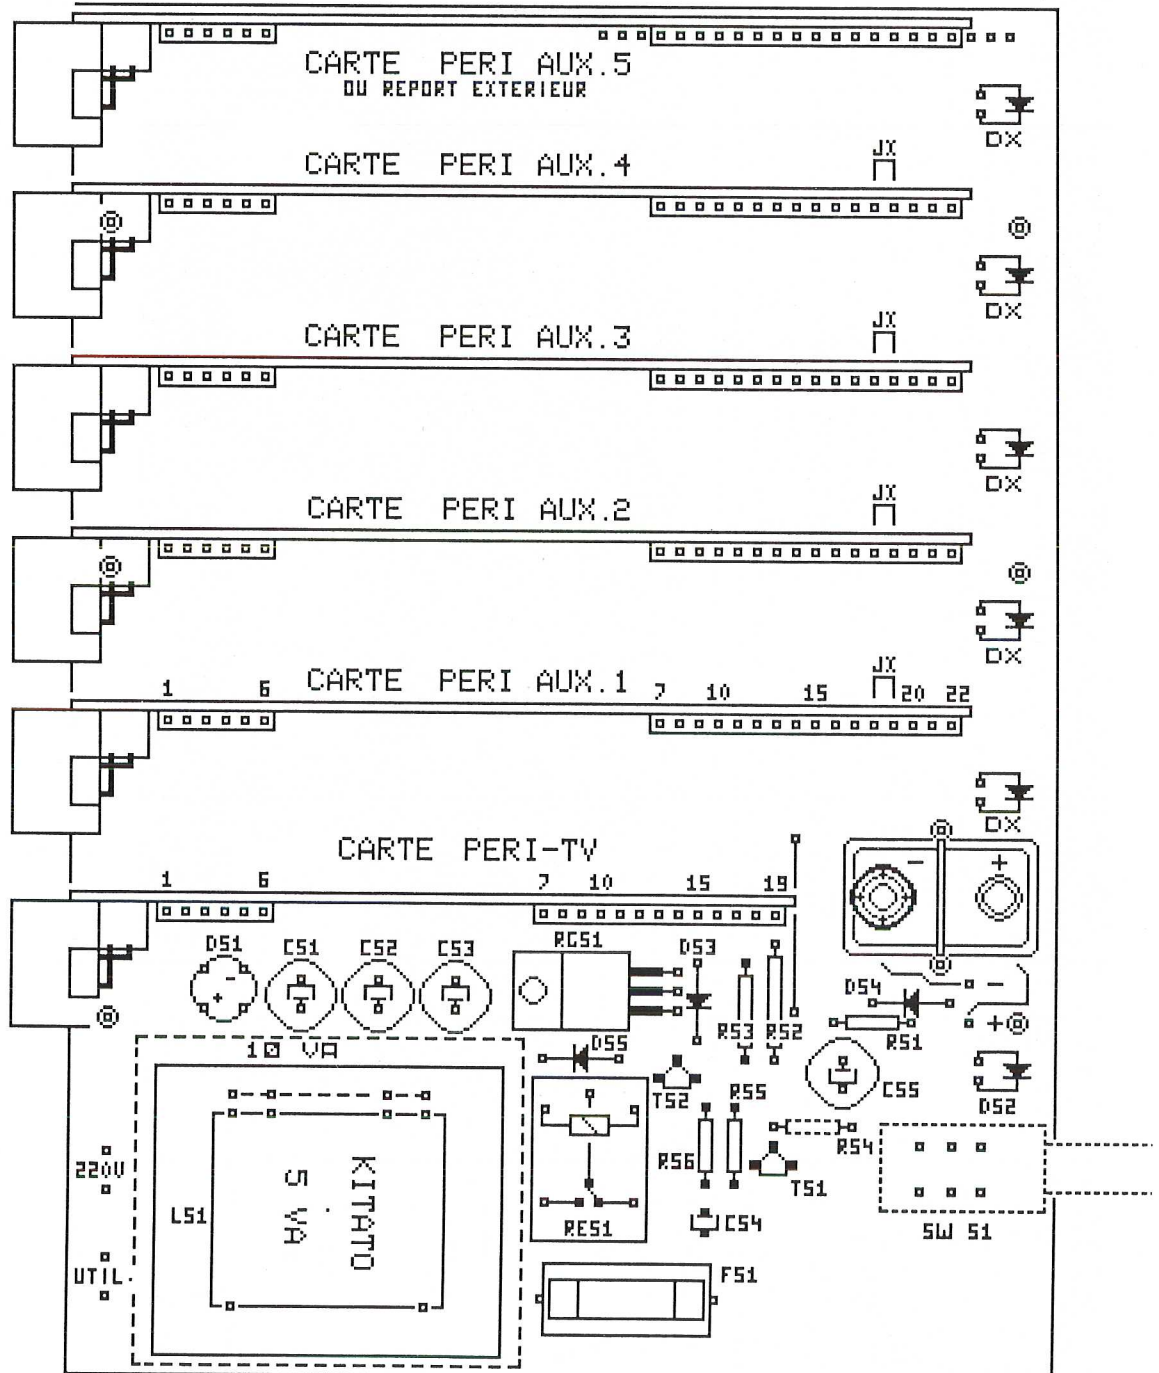 CARTE PERI AUX.5
OU REPORT EXTERIEUR
DX
CARTE PERI AUX.4
JX
DX
CARTE PERI AUX.3
JX
DX
CARTE PERI AUX.2
JX
DX
CARTE PERI AUX.1
JX
1 6 7 10 15 20 22
DX
CARTE PERI-TV
- +
1 6 7 10 15 19
DS1 CS1 CS2 CS3 RGS1 DS3
- +
DS4 -
RS3 RS2 RS1 +
10 VA DS5
TS2 RS5 CS5 DS2
220V RS6 RS4
KITATO
5 VA
LS1 TS1
RES1 CS4 SW S1
UTIL. FS1